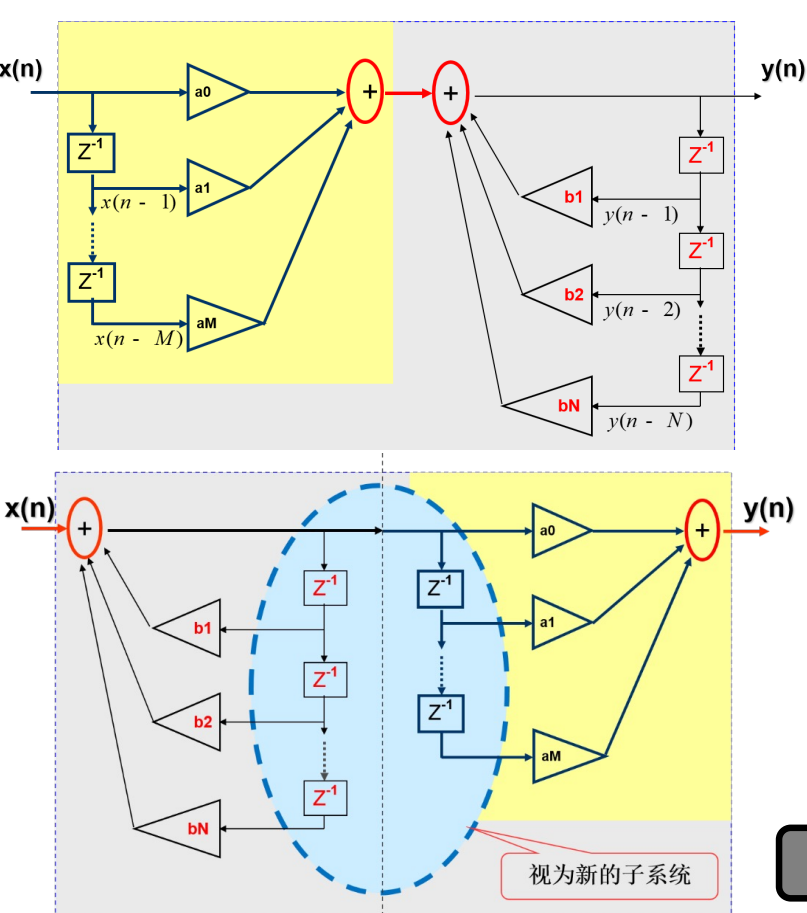 x(n)
y(n)
a0
+
+
Z-1
Z-1
a1
x(n - 1)
b1
y(n - 1)
Z-1
Z-1
b2
y(n - 2)
aM
x(n - M)
Z-1
bN
y(n - N)
x(n)
y(n)
+
a0
+
Z-1
Z-1
b1
a1
Z-1
b2
Z-1
aM
Z-1
bN
视为新的子系统